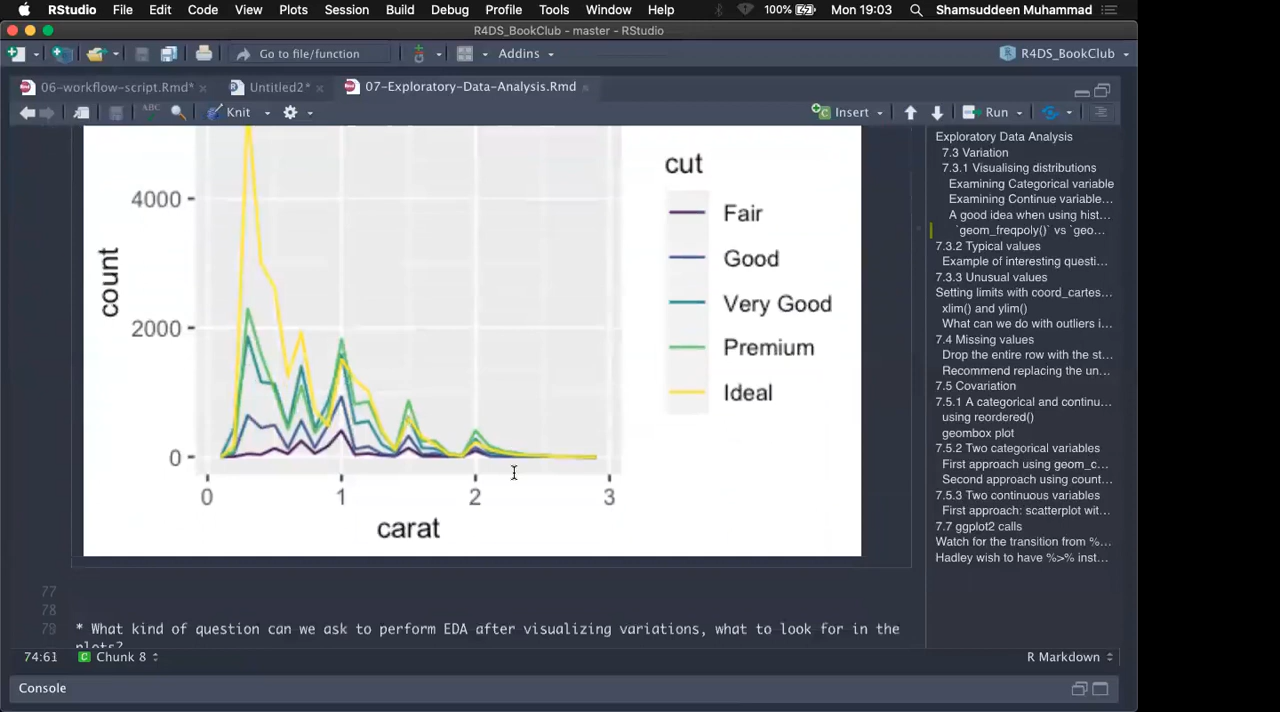 RStudio File Edit Code View Plots Session Build Debug Profile Tools Window Help 100% Mon 19:03 Shamsuddeen Muhammad
R4DS_BookClub - master - RStudio
Go to file/function Addins R4DS_BookClub
06-workflow-script.Rmd* Untitled2* 07-Exploratory-Data-Analysis.Rmd
ABC Knit Insert Run
4000
2000
0
count
0 1 2 3
carat
cut
Fair
Good
Very Good
Premium
Ideal
77
78
79 * What kind of question can we ask to perform EDA after visualizing variations, what to look for in the
plots?
Exploratory Data Analysis
7.3 Variation
7.3.1 Visualising distributions
Examining Categorical variable
Examining Continue variable...
A good idea when using hist...
`geom_freqpoly()` vs `geo...
7.3.2 Typical values
Example of interesting questi...
7.3.3 Unusual values
Setting limits with coord_cartes...
xlim() and ylim()
What can we do with outliers i...
7.4 Missing values
Drop the entire row with the st...
Recommend replacing the un...
7.5 Covariation
7.5.1 A categorical and continu...
using reordered()
geombox plot
7.5.2 Two categorical variables
First approach using geom_c...
Second approach using count...
7.5.3 Two continuous variables
First approach: scatterplot wit...
7.7 ggplot2 calls
Watch for the transition from %...
Hadley wish to have %>% inst...
74:61 C Chunk 8 R Markdown
Console